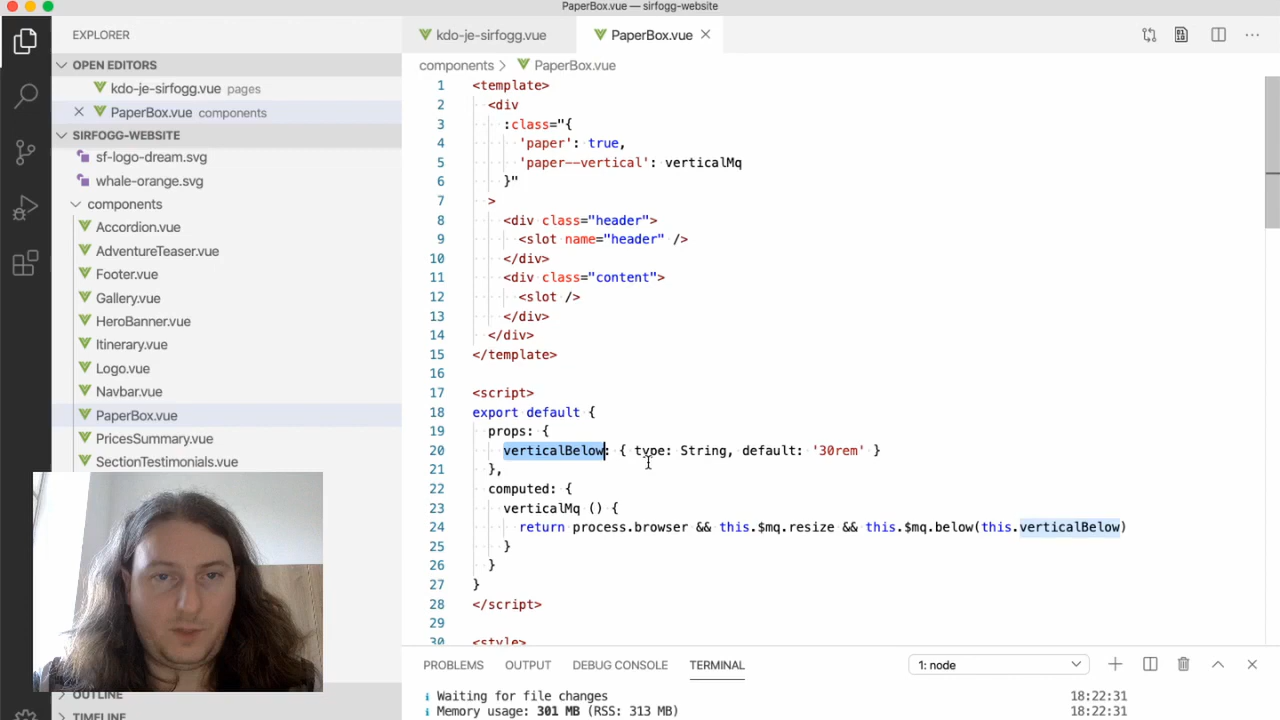 PaperBox.vue — sirfogg-website
EXPLORER
kdo-je-sirfogg.vue
PaperBox.vue
OPEN EDITORS
kdo-je-sirfogg.vue pages
PaperBox.vue components
SIRFOGG-WEBSITE
sf-logo-dream.svg
whale-orange.svg
components
Accordion.vue
AdventureTeaser.vue
Footer.vue
Gallery.vue
HeroBanner.vue
Itinerary.vue
Logo.vue
Navbar.vue
PaperBox.vue
PricesSummary.vue
SectionTestimonials.vue
OUTLINE
TIMELINE
components > PaperBox.vue
1 <template>
2 <div
3 :class="{
4 'paper': true,
5 'paper--vertical': verticalMq
6 }"
7 >
8 <div class="header">
9 <slot name="header" />
10 </div>
11 <div class="content">
12 <slot />
13 </div>
14 </div>
15 </template>
16
17 <script>
18 export default {
19 props: {
20 verticalBelow: { type: String, default: '30rem' }
21 },
22 computed: {
23 verticalMq () {
24 return process.browser && this.$mq.resize && this.$mq.below(this.verticalBelow)
25 }
26 }
27 }
28 </script>
29
30 <style>
PROBLEMS OUTPUT DEBUG CONSOLE TERMINAL 1: node
i Waiting for file changes 18:22:31
i Memory usage: 301 MB (RSS: 313 MB) 18:22:31